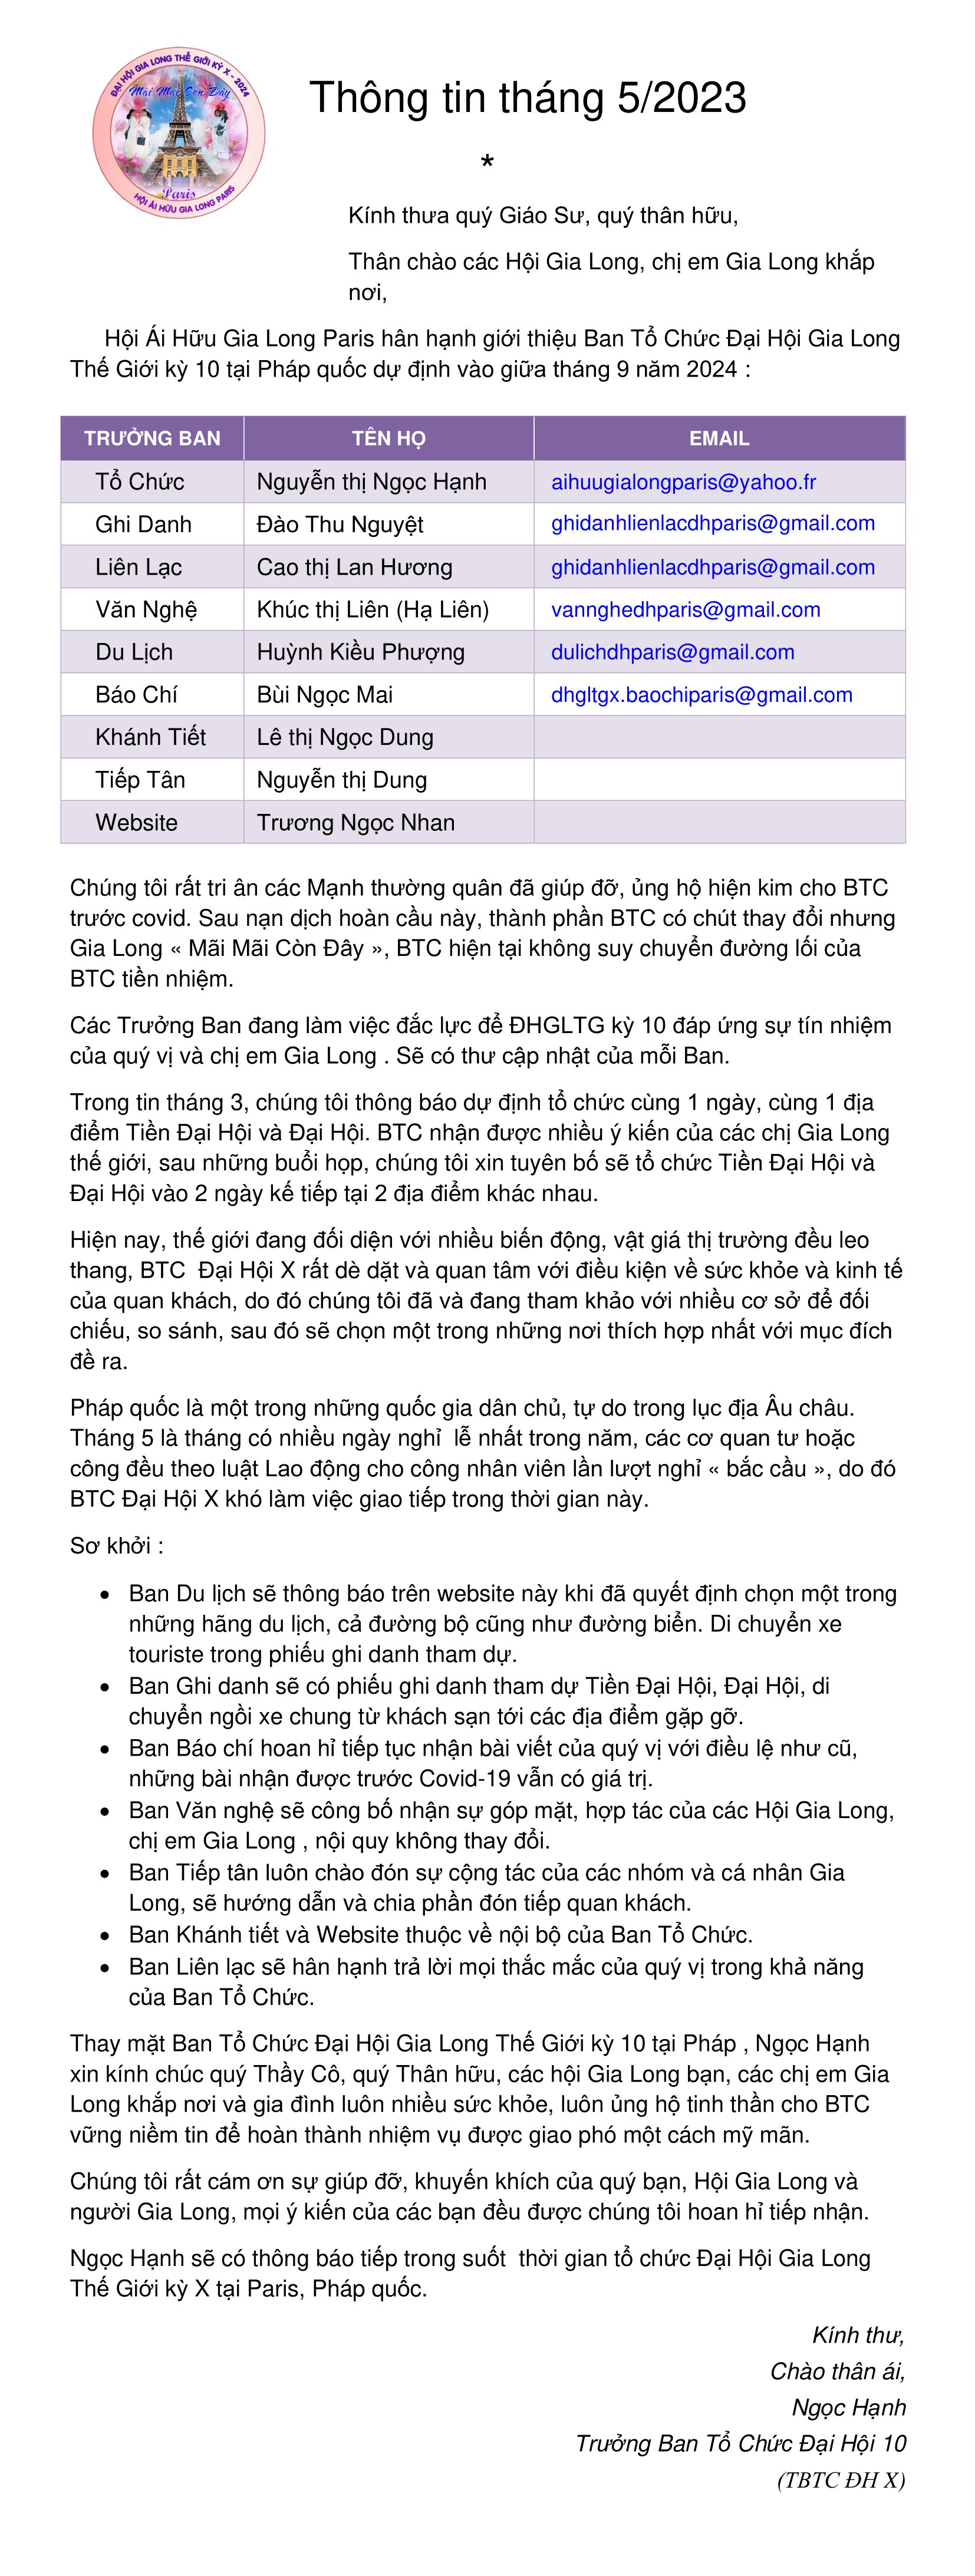 ĐẠI HỘI GIA LONG THẾ GIỚI KỲ X - 2024
Mãi Mãi Còn Đây
Paris
HỘI ÁI HỮU GIA LONG PARIS
Thông tin tháng 5/2023
*
Kính thưa quý Giáo Sư, quý thân hữu,
Thân chào các Hội Gia Long, chị em Gia Long khắp
nơi,
Hội Ái Hữu Gia Long Paris hân hạnh giới thiệu Ban Tổ Chức Đại Hội Gia Long
Thế Giới kỳ 10 tại Pháp quốc dự định vào giữa tháng 9 năm 2024 :
TRƯỞNG BAN TÊN HỌ EMAIL
Tổ Chức Nguyễn thị Ngọc Hạnh aihuugialongparis@yahoo.fr
Ghi Danh Đào Thu Nguyệt ghidanhlienlacdhparis@gmail.com
Liên Lạc Cao thị Lan Hương ghidanhlienlacdhparis@gmail.com
Văn Nghệ Khúc thị Liên (Hạ Liên) vannghedhparis@gmail.com
Du Lịch Huỳnh Kiều Phượng dulichdhparis@gmail.com
Báo Chí Bùi Ngọc Mai dhgltgx.baochiparis@gmail.com
Khánh Tiết Lê thị Ngọc Dung
Tiếp Tân Nguyễn thị Dung
Website Trương Ngọc Nhan
Chúng tôi rất tri ân các Mạnh thường quân đã giúp đỡ, ủng hộ hiện kim cho BTC
trước covid. Sau nạn dịch hoàn cầu này, thành phần BTC có chút thay đổi nhưng
Gia Long « Mãi Mãi Còn Đây », BTC hiện tại không suy chuyển đường lối của
BTC tiền nhiệm.
Các Trưởng Ban đang làm việc đắc lực để ĐHGLTG kỳ 10 đáp ứng sự tín nhiệm
của quý vị và chị em Gia Long . Sẽ có thư cập nhật của mỗi Ban.
Trong tin tháng 3, chúng tôi thông báo dự định tổ chức cùng 1 ngày, cùng 1 địa
điểm Tiền Đại Hội và Đại Hội. BTC nhận được nhiều ý kiến của các chị Gia Long
thế giới, sau những buổi họp, chúng tôi xin tuyên bố sẽ tổ chức Tiền Đại Hội và
Đại Hội vào 2 ngày kế tiếp tại 2 địa điểm khác nhau.
Hiện nay, thế giới đang đối diện với nhiều biến động, vật giá thị trường đều leo
thang, BTC Đại Hội X rất dè dặt và quan tâm với điều kiện về sức khỏe và kinh tế
của quan khách, do đó chúng tôi đã và đang tham khảo với nhiều cơ sở để đối
chiếu, so sánh, sau đó sẽ chọn một trong những nơi thích hợp nhất với mục đích
đề ra.
Pháp quốc là một trong những quốc gia dân chủ, tự do trong lục địa Âu châu.
Tháng 5 là tháng có nhiều ngày nghỉ lễ nhất trong năm, các cơ quan tư hoặc
công đều theo luật Lao động cho công nhân viên lần lượt nghỉ « bắc cầu », do đó
BTC Đại Hội X khó làm việc giao tiếp trong thời gian này.
Sơ khởi :
• Ban Du lịch sẽ thông báo trên website này khi đã quyết định chọn một trong
những hãng du lịch, cả đường bộ cũng như đường biển. Di chuyển xe
touriste trong phiếu ghi danh tham dự.
• Ban Ghi danh sẽ có phiếu ghi danh tham dự Tiền Đại Hội, Đại Hội, di
chuyển ngồi xe chung từ khách sạn tới các địa điểm gặp gỡ.
• Ban Báo chí hoan hỉ tiếp tục nhận bài viết của quý vị với điều lệ như cũ,
những bài nhận được trước Covid-19 vẫn có giá trị.
• Ban Văn nghệ sẽ công bố nhận sự góp mặt, hợp tác của các Hội Gia Long,
chị em Gia Long , nội quy không thay đổi.
• Ban Tiếp tân luôn chào đón sự cộng tác của các nhóm và cá nhân Gia
Long, sẽ hướng dẫn và chia phần đón tiếp quan khách.
• Ban Khánh tiết và Website thuộc về nội bộ của Ban Tổ Chức.
• Ban Liên lạc sẽ hân hạnh trả lời mọi thắc mắc của quý vị trong khả năng
của Ban Tổ Chức.
Thay mặt Ban Tổ Chức Đại Hội Gia Long Thế Giới kỳ 10 tại Pháp , Ngọc Hạnh
xin kính chúc quý Thầy Cô, quý Thân hữu, các hội Gia Long bạn, các chị em Gia
Long khắp nơi và gia đình luôn nhiều sức khỏe, luôn ủng hộ tinh thần cho BTC
vững niềm tin để hoàn thành nhiệm vụ được giao phó một cách mỹ mãn.
Chúng tôi rất cám ơn sự giúp đỡ, khuyến khích của quý bạn, Hội Gia Long và
người Gia Long, mọi ý kiến của các bạn đều được chúng tôi hoan hỉ tiếp nhận.
Ngọc Hạnh sẽ có thông báo tiếp trong suốt thời gian tổ chức Đại Hội Gia Long
Thế Giới kỳ X tại Paris, Pháp quốc.
Kính thư,
Chào thân ái,
Ngọc Hạnh
Trưởng Ban Tổ Chức Đại Hội 10
(TBTC ĐH X)